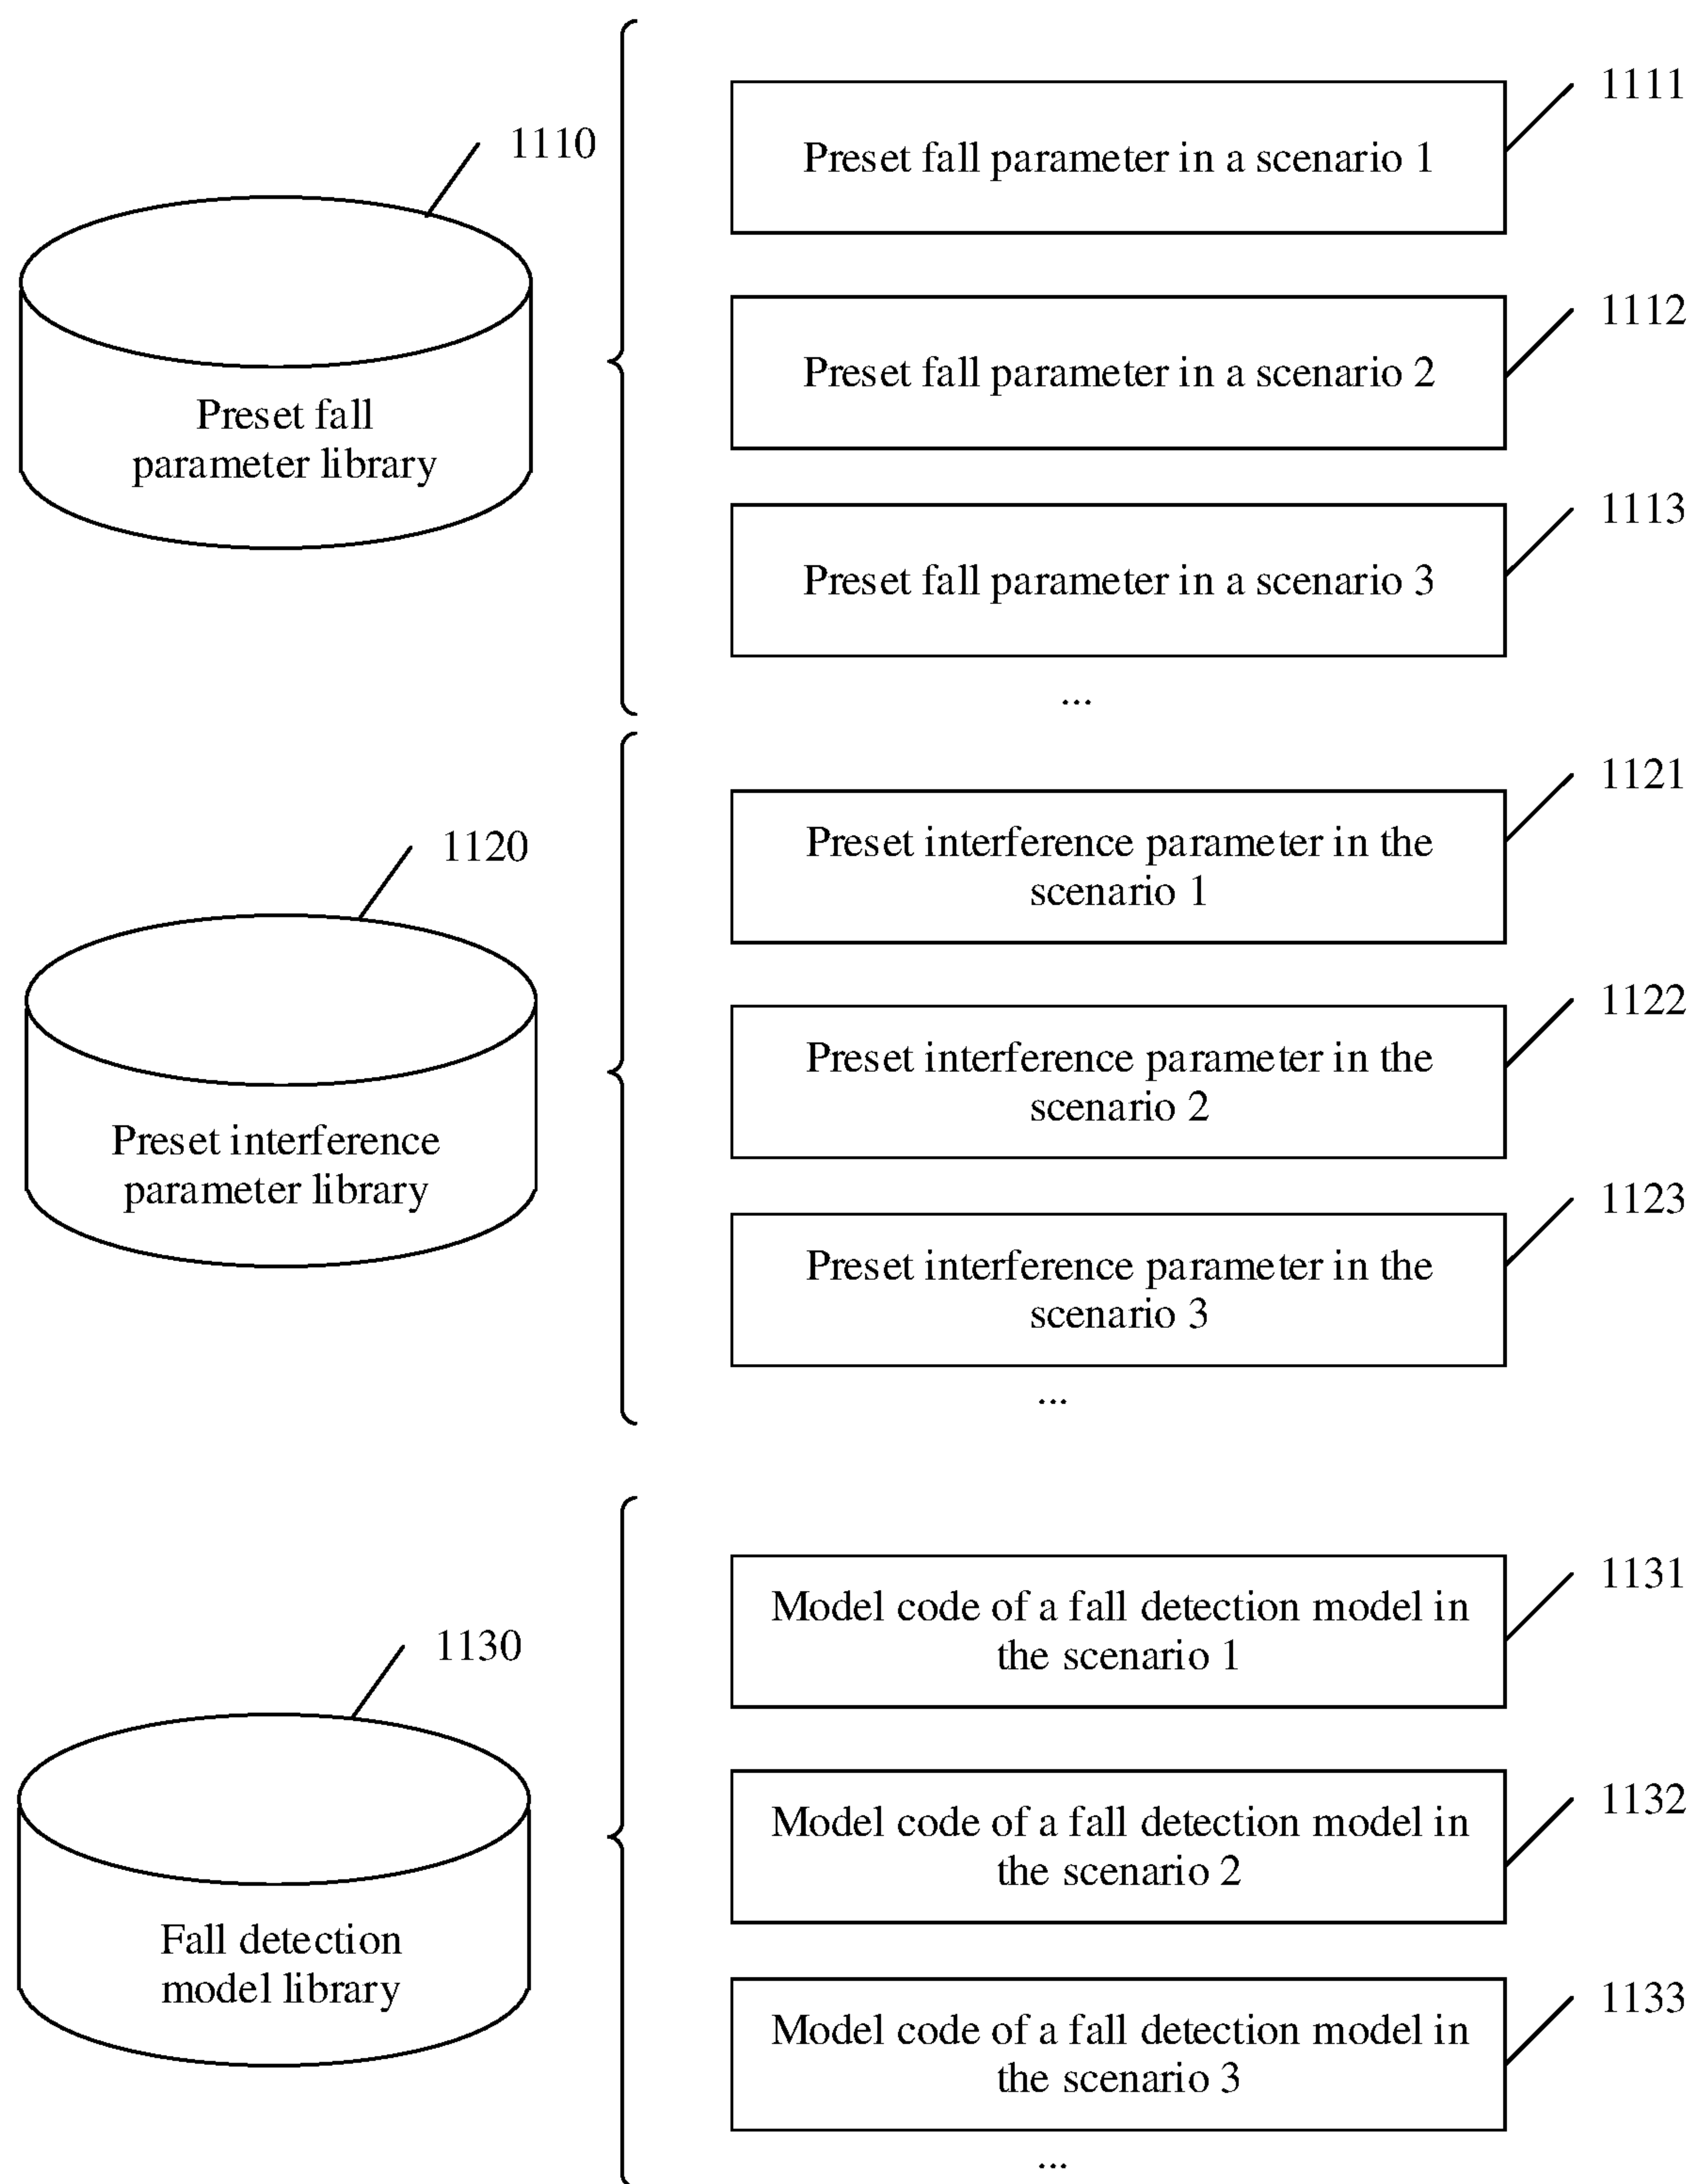 1110
Preset fall
parameter library
1111
Preset fall parameter in a scenario 1
1112
Preset fall parameter in a scenario 2
1113
Preset fall parameter in a scenario 3
...
1120
Preset interference
parameter library
1121
Preset interference parameter in the
scenario 1
1122
Preset interference parameter in the
scenario 2
1123
Preset interference parameter in the
scenario 3
...
1130
Fall detection
model library
1131
Model code of a fall detection model in
the scenario 1
1132
Model code of a fall detection model in
the scenario 2
1133
Model code of a fall detection model in
the scenario 3
...